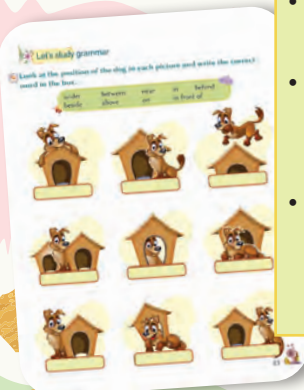 Let's study grammar
Look at the position of the dog in each picture and write the correct
word in the box.
under between near in behind
beside above on in front of